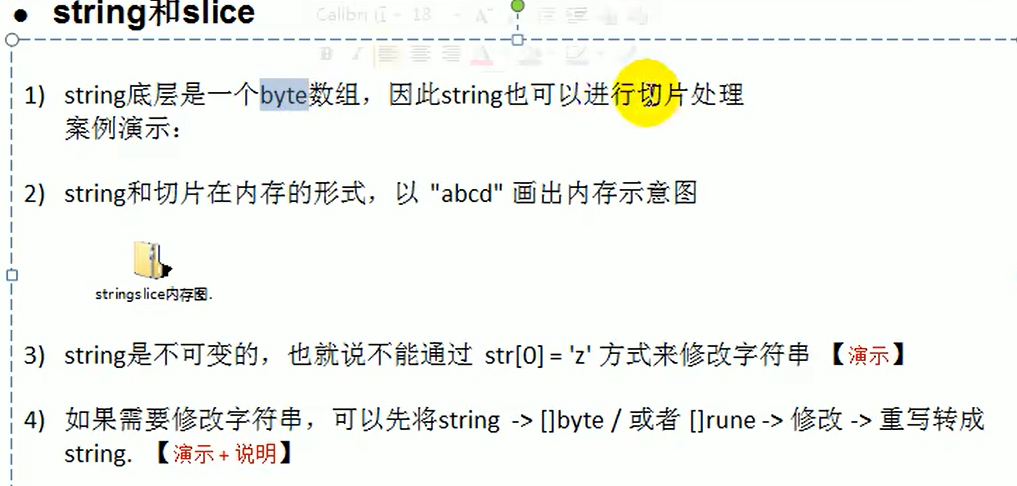 ● string和slice
Calibri (正 18
1) string底层是一个byte数组，因此string也可以进行切片处理
案例演示：
2) string和切片在内存的形式，以 "abcd" 画出内存示意图
stringslice内存图.
3) string是不可变的，也就说不能通过 str[0] = 'z' 方式来修改字符串 【演示】
4) 如果需要修改字符串，可以先将string -> []byte / 或者 []rune -> 修改 -> 重写转成
string. 【演示 + 说明】